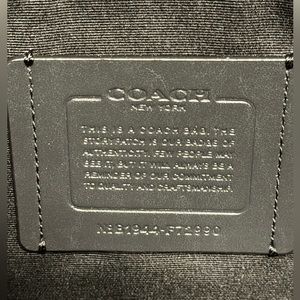 COACH
NEW YORK
THIS IS A COACH BAG. THE
STORYPATCH IS OUR BADGE OF
AUTHENTICITY. FEW PEOPLE MAY
SEE IT, BUT IT WILL ALWAYS BE A
REMINDER OF OUR COMMITMENT
TO QUALITY AND CRAFTSMANSHIP.
-F72990